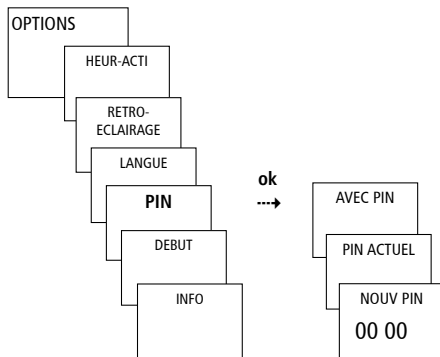 OPTIONS
HEUR-ACTI
RETRO-
ECLAIRAGE
LANGUE
PIN
DEBUT
INFO
ok
AVEC PIN
PIN ACTUEL
NOUV PIN
00 00